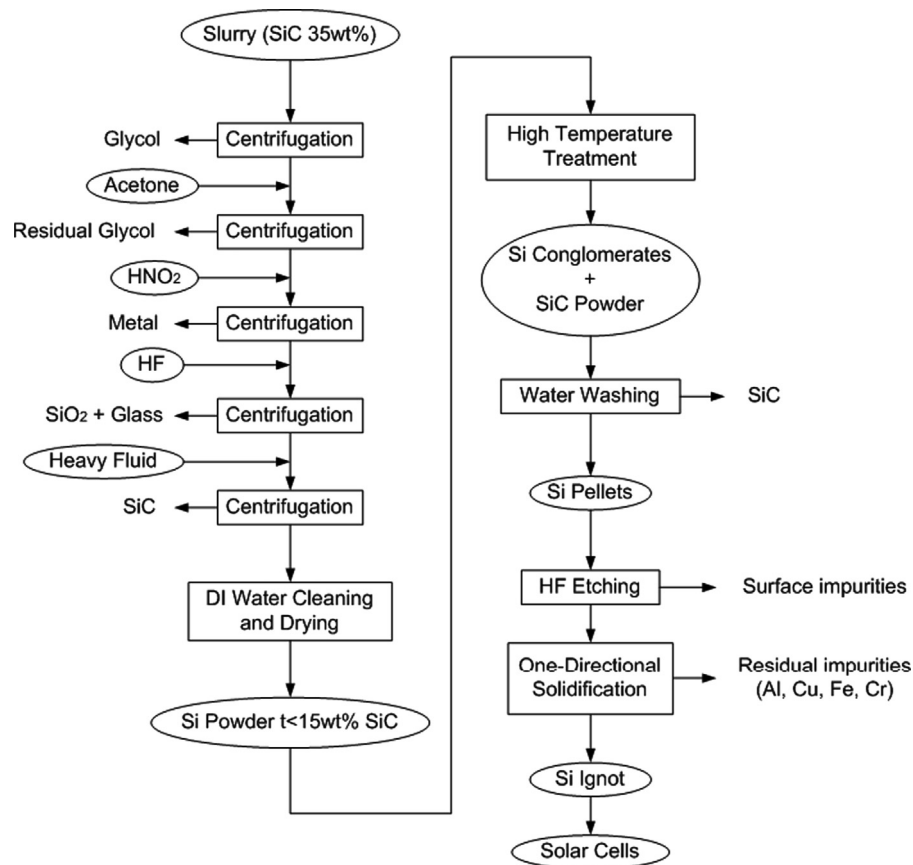 Slurry (SiC 35wt%)
Glycol
Centrifugation
Acetone
Residual Glycol
Centrifugation
HNO2
Metal
Centrifugation
HF
SiO2 + Glass
Centrifugation
Heavy Fluid
SiC
Centrifugation
DI Water Cleaning
and Drying
Si Powder t<15wt% SiC
High Temperature
Treatment
Si Conglomerates
+
SiC Powder
Water Washing
SiC
Si Pellets
HF Etching
Surface impurities
One-Directional
Solidification
Residual impurities
(Al, Cu, Fe, Cr)
Si Ignot
Solar Cells